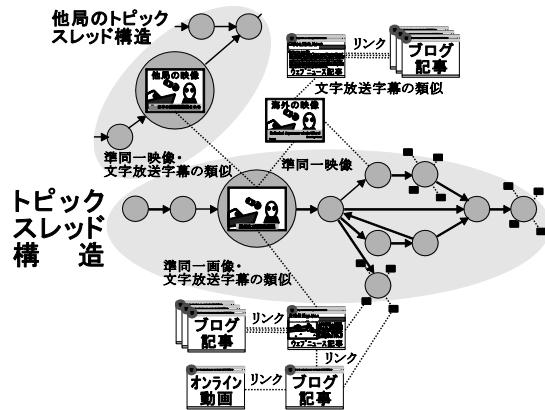 他局のトピック
スレッド構造
他局の映像
ウェブニュース記事
リンク
ブログ
記事
文字放送字幕の類似
海外の映像
準同一映像・
文字放送字幕の類似
準同一映像
トピック
スレッド
構造
準同一画像・
文字放送字幕の類似
ブログ
記事
リンク
ウェブニュース記事
リンク
オンライン
動画
リンク
ブログ
記事